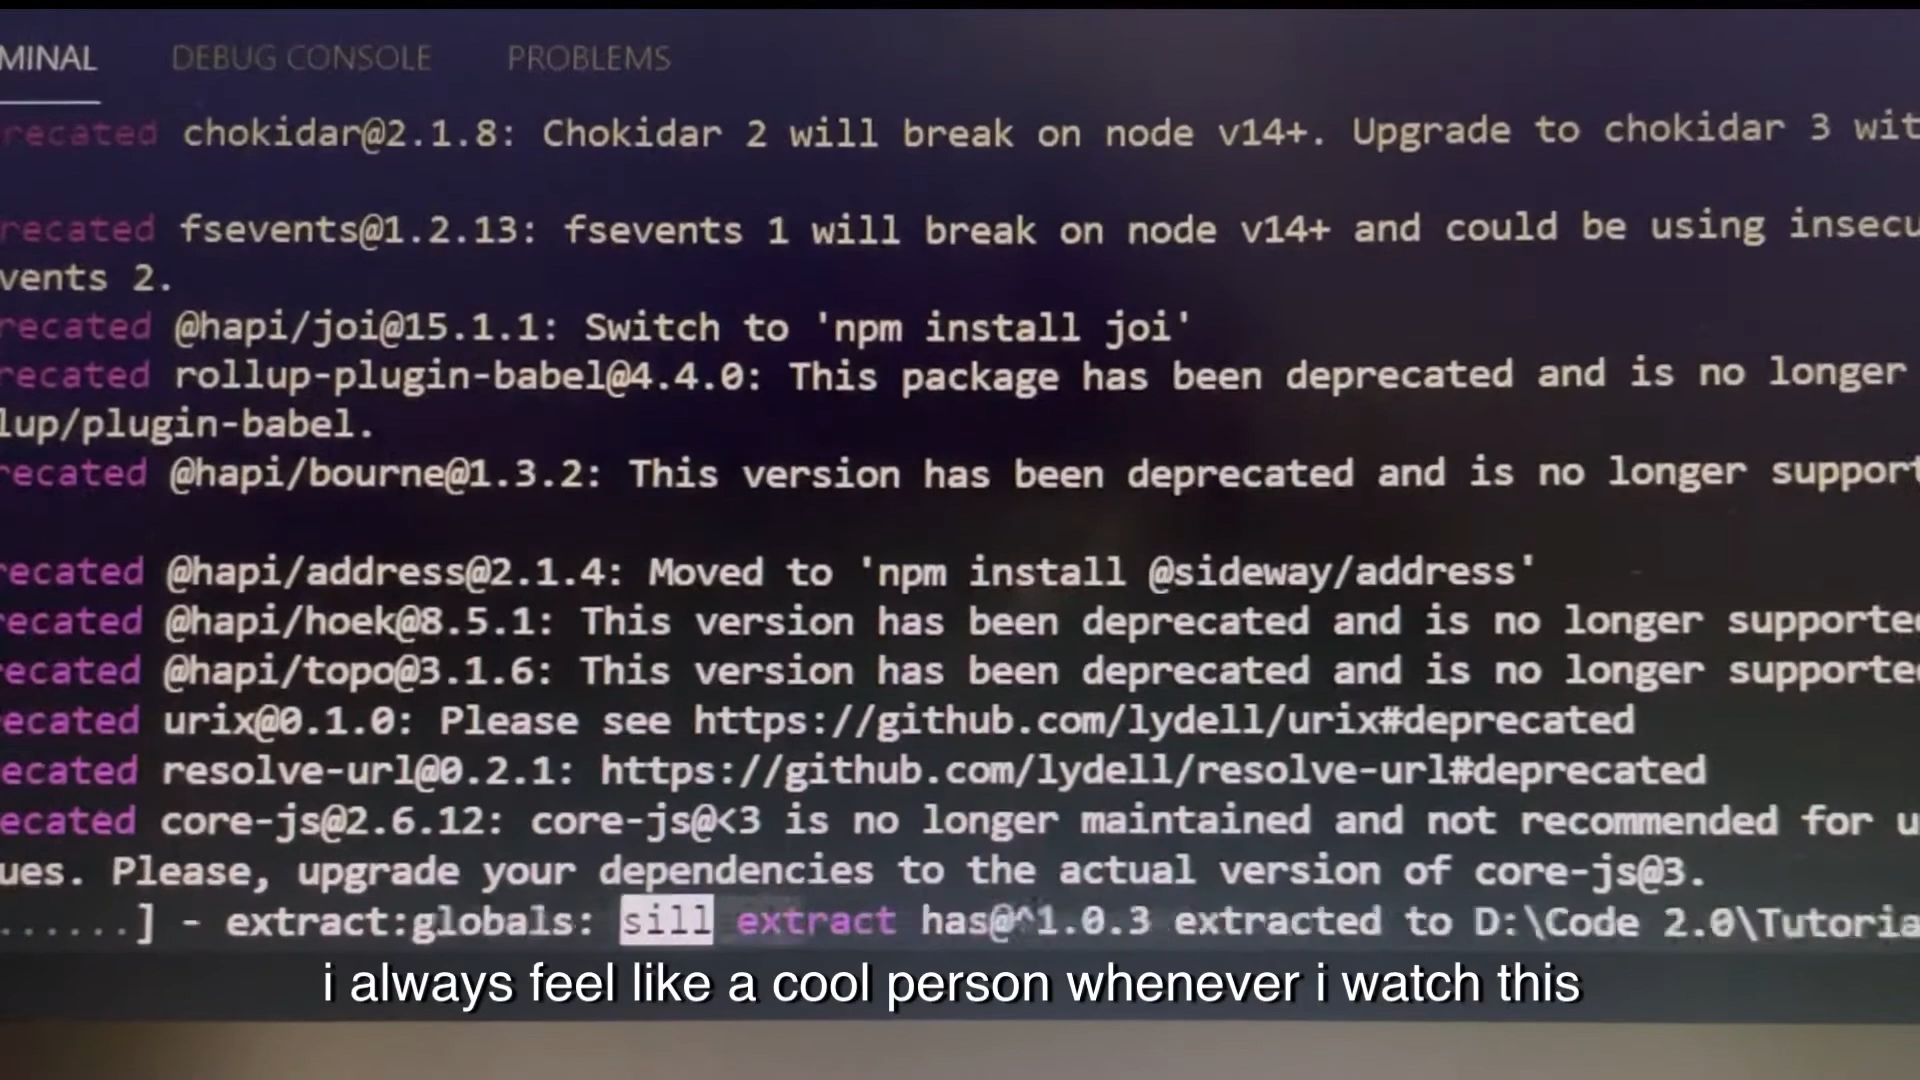 MINAL DEBUG CONSOLE PROBLEMS
recated chokidar@2.1.8: Chokidar 2 will break on node v14+. Upgrade to chokidar 3 wit
recated fsevents@1.2.13: fsevents 1 will break on node v14+ and could be using insecu
vents 2.
recated @hapi/joi@15.1.1: Switch to 'npm install joi'
recated rollup-plugin-babel@4.4.0: This package has been deprecated and is no longer
lup/plugin-babel.
recated @hapi/bourne@1.3.2: This version has been deprecated and is no longer support
recated @hapi/address@2.1.4: Moved to 'npm install @sideway/address'
ecated @hapi/hoek@8.5.1: This version has been deprecated and is no longer supported
ecated @hapi/topo@3.1.6: This version has been deprecated and is no longer supported
ecated urix@0.1.0: Please see https://github.com/lydell/urix#deprecated
ecated resolve-url@0.2.1: https://github.com/lydell/resolve-url#deprecated
ecated core-js@2.6.12: core-js@<3 is no longer maintained and not recommended for u
ues. Please, upgrade your dependencies to the actual version of core-js@3.
......] - extract:globals: sill extract has@^1.0.3 extracted to D:\Code 2.0\Tutoria
i always feel like a cool person whenever i watch this